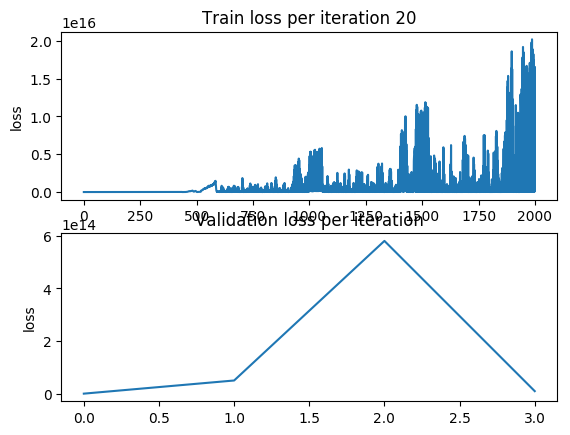 Train loss per iteration 20
1e16
2.0
1.5
1.0
0.5
0.0
loss
0 250 500 750 1000 1250 1500 1750 2000
Validation loss per iteration
1e14
6
4
2
0
loss
0.0 0.5 1.0 1.5 2.0 2.5 3.0